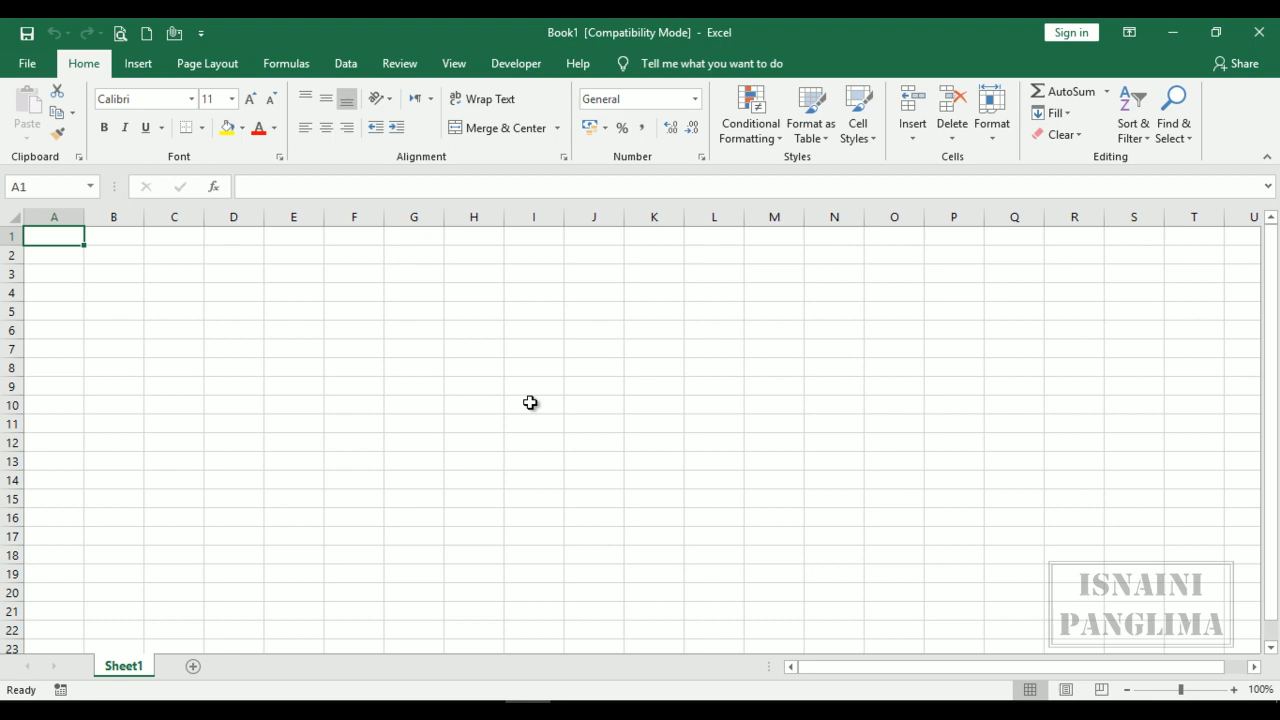 Book1 [Compatibility Mode] - Excel
Sign in
File Home Insert Page Layout Formulas Data Review View Developer Help Tell me what you want to do Share
Paste
Calibri 11
B I U A
Wrap Text
Merge & Center
General
%
Conditional Formatting
Format as Table
Cell Styles
Insert Delete Format
AutoSum
Fill
Clear
Sort & Filter
Find & Select
Clipboard Font Alignment Number Styles Cells Editing
A1 fx
A B C D E F G H I J K L M N O P Q R S T U
1
2
3
4
5
6
7
8
9
10
11
12
13
14
15
16
17
18
19
20
21
22
23
ISNAINI
PANGLIMA
Sheet1
Ready 100%